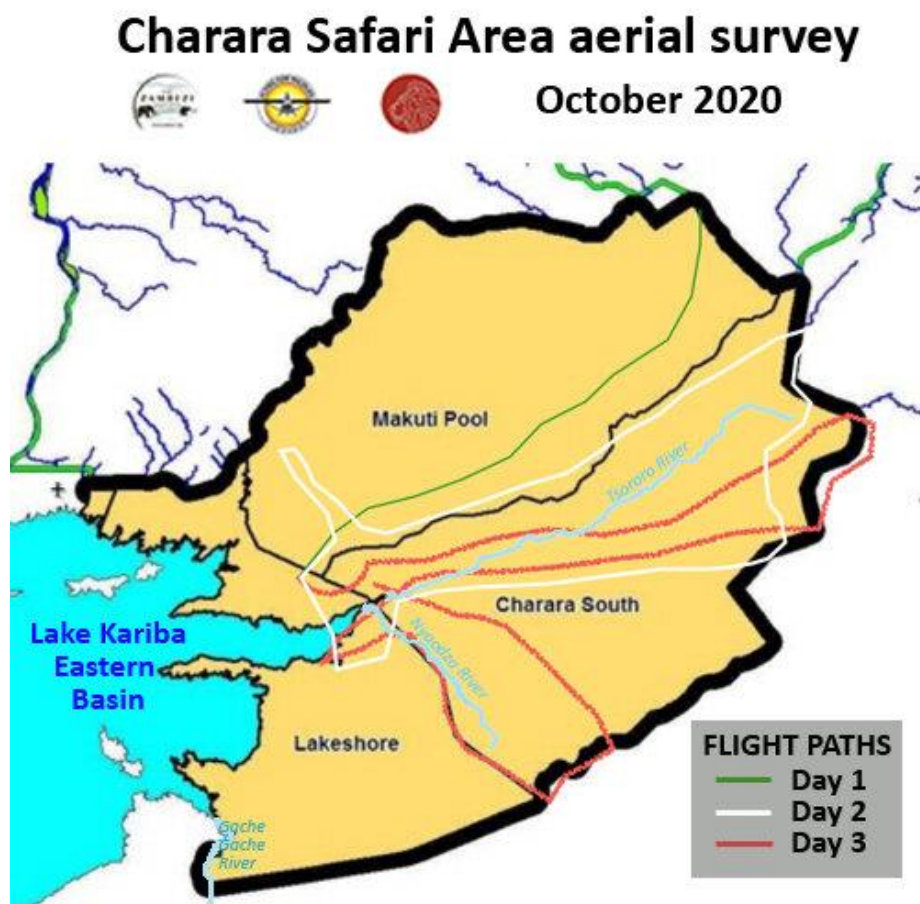 Charara Safari Area aerial survey
ZAMBEZI
October 2020
Makuti Pool
Tsororo River
Charara South
Lake Kariba
Eastern
Basin
Nyaodza River
Lakeshore
FLIGHT PATHS
Day 1
Day 2
Day 3
Gache
Gache
River